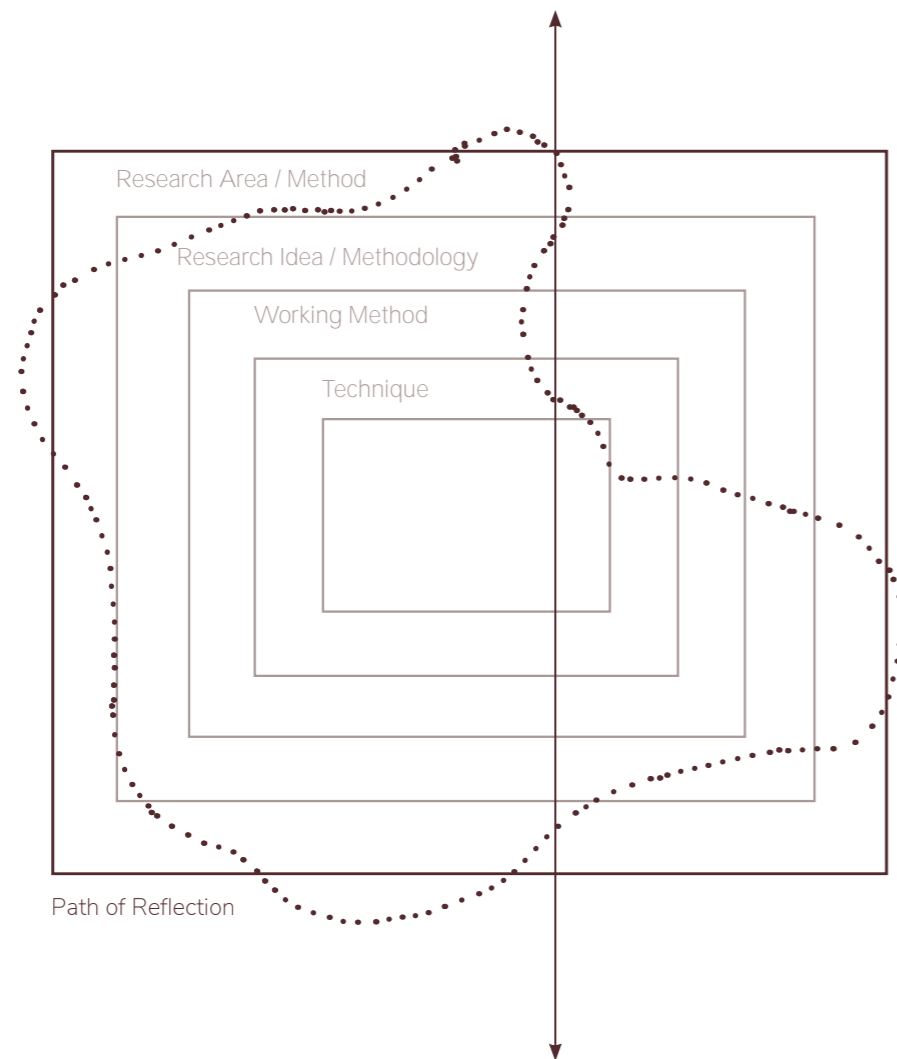 Research Area / Method
Research Idea / Methodology
Working Method
Technique
Path of Reflection